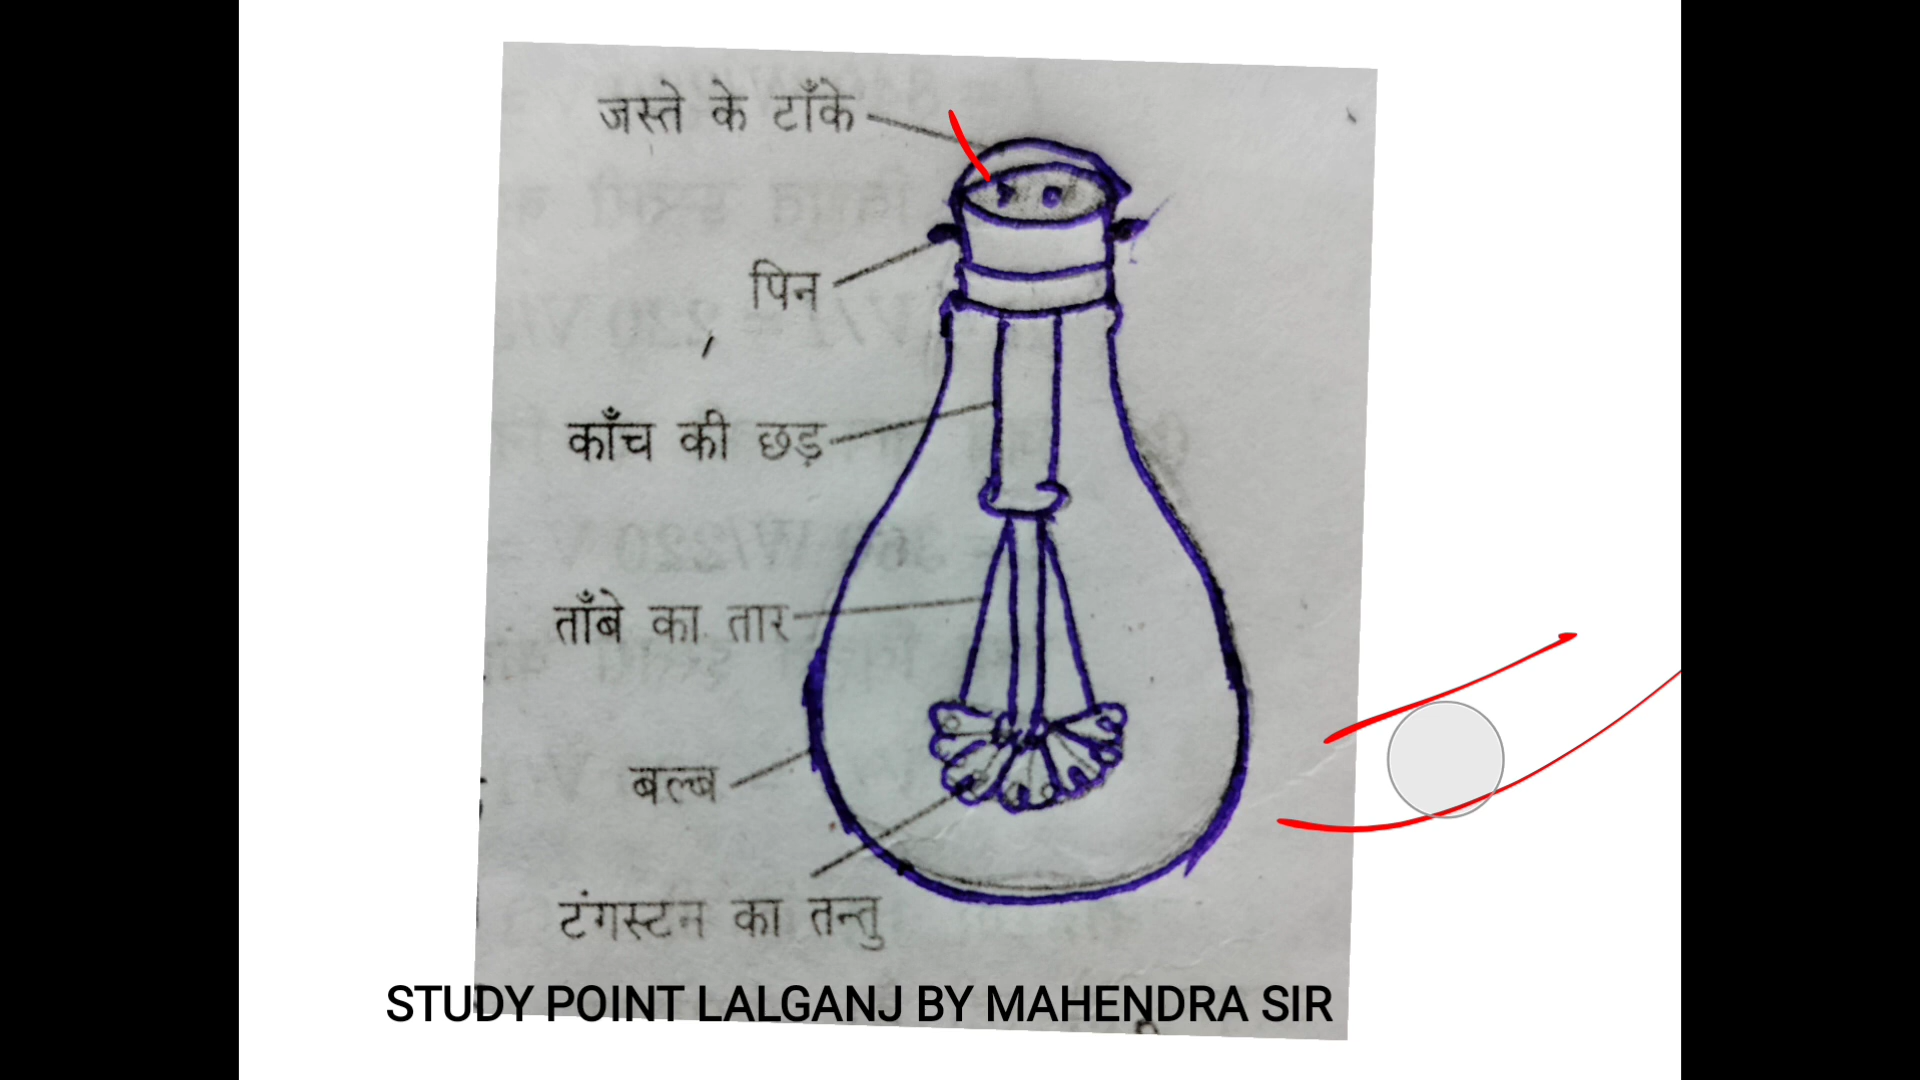 जस्ते के टाँके
पिन
काँच की छड़
ताँबे का तार
बल्ब
टंगस्टन का तन्तु
STUDY POINT LALGANJ BY MAHENDRA SIR